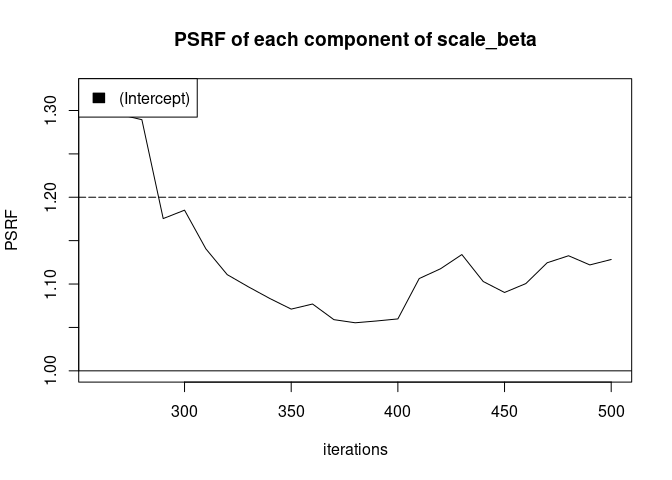 PSRF of each component of scale_beta
(Intercept)
PSRF
1.30
1.20
1.10
1.00
300 350 400 450 500
iterations